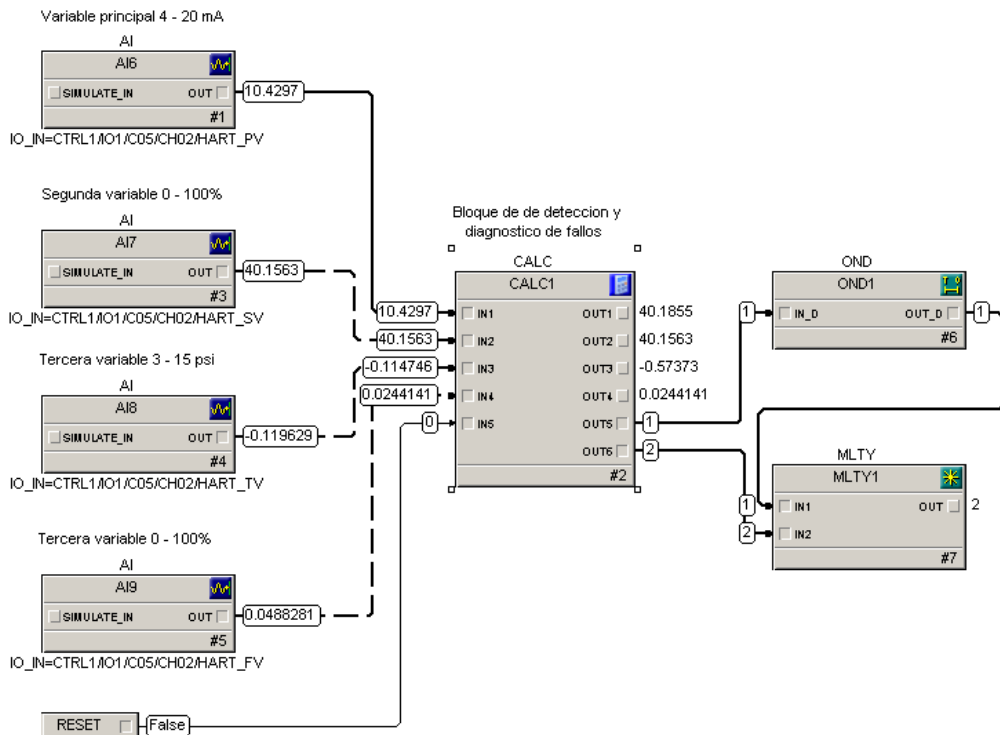 Variable principal 4 - 20 mA
AI
AI6
SIMULATE_IN OUT
#1
10.4297
IO_IN=CTRL1/IO1/C05/CH02/HART_PV
Segunda variable 0 - 100%
AI
AI7
SIMULATE_IN OUT
#3
40.1563
IO_IN=CTRL1/IO1/C05/CH02/HART_SV
Tercera variable 3 - 15 psi
AI
AI8
SIMULATE_IN OUT
#4
-0.119629
IO_IN=CTRL1/IO1/C05/CH02/HART_TV
Tercera variable 0 - 100%
AI
AI9
SIMULATE_IN OUT
#5
0.0488281
IO_IN=CTRL1/IO1/C05/CH02/HART_FV
RESET
False
Bloque de de deteccion y
diagnostico de fallos
CALC
CALC1
10.4297 IN1 OUT1 40.1855
40.1563 IN2 OUT2 40.1563
-0.114746 IN3 OUT3 -0.57373
0.0244141 IN4 OUT4 0.0244141
0 IN5 OUT5 1
OUT6 2
#2
OND
OND1
1 IN_D OUT_D 1
#6
MLTY
MLTY1
1 IN1 OUT 2
2 IN2
#7